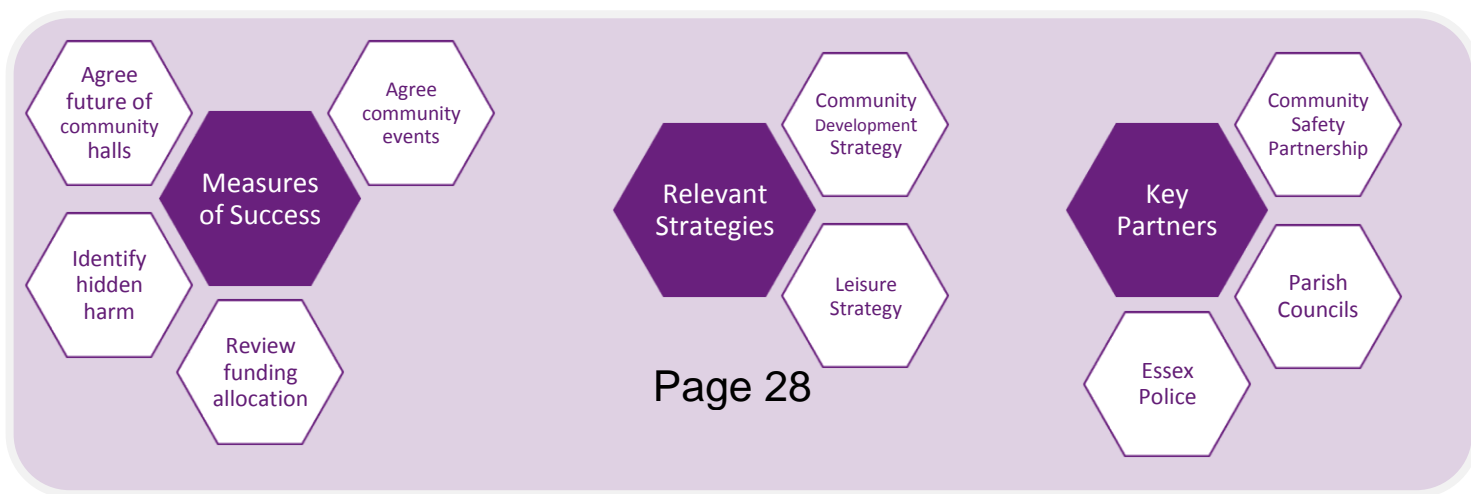 Agree
future of
community
halls
Agree
community
events
Measures
of Success
Identify
hidden
harm
Review
funding
allocation
Community
Development
Strategy
Relevant
Strategies
Leisure
Strategy
Community
Safety
Partnership
Key
Partners
Parish
Councils
Essex
Police
Page 28